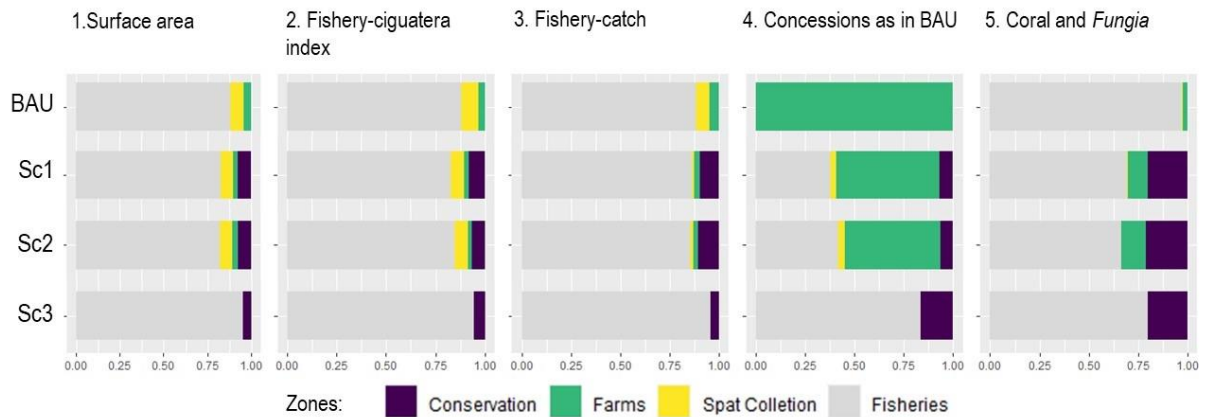 1.Surface area
2. Fishery-ciguatera
index
3. Fishery-catch
4. Concessions as in BAU
5. Coral and Fungia
BAU
Sc1
Sc2
Sc3
0.00 0.25 0.50 0.75 1.00
0.00 0.25 0.50 0.75 1.00
0.00 0.25 0.50 0.75 1.00
0.00 0.25 0.50 0.75 1.00
0.00 0.25 0.50 0.75 1.00
Zones: Conservation Farms Spat Colletion Fisheries